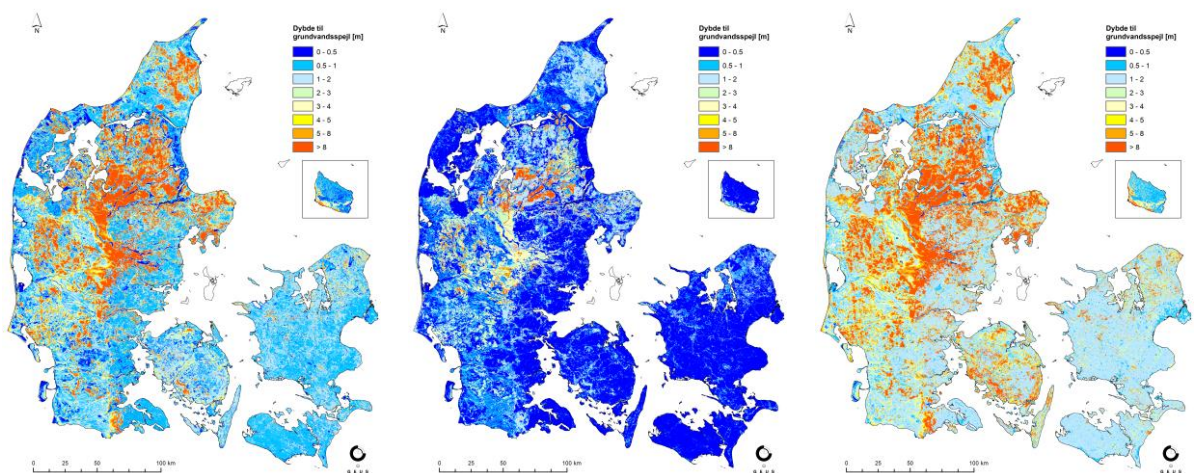 N
Dybde til
grundvandsspejl [m]
0 - 0.5
0.5 - 1
1 - 2
2 - 3
3 - 4
4 - 5
5 - 8
> 8
0 25 50 100 km
G E U S
N
Dybde til
grundvandsspejl [m]
0 - 0.5
0.5 - 1
1 - 2
2 - 3
3 - 4
4 - 5
5 - 8
> 8
0 25 50 100 km
G E U S
N
Dybde til
grundvandsspejl [m]
0 - 0.5
0.5 - 1
1 - 2
2 - 3
3 - 4
4 - 5
5 - 8
> 8
0 25 50 100 km
G E U S